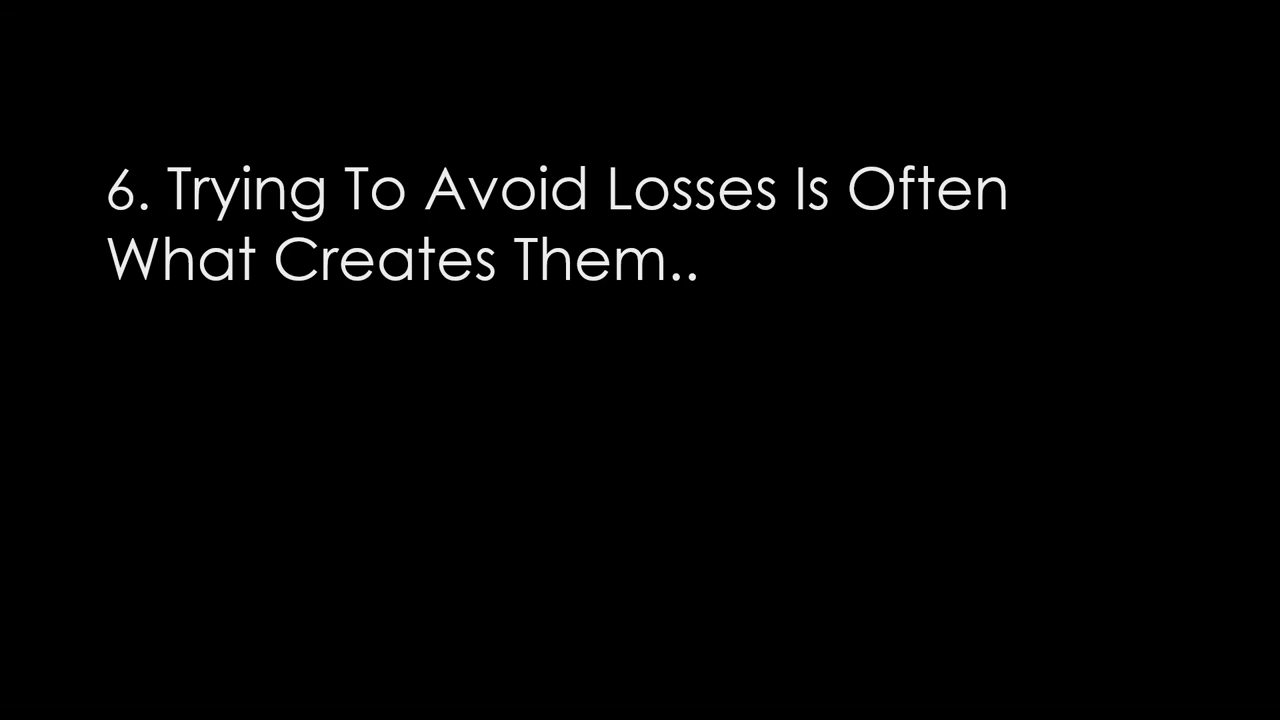 6. Trying To Avoid Losses Is Often
What Creates Them..